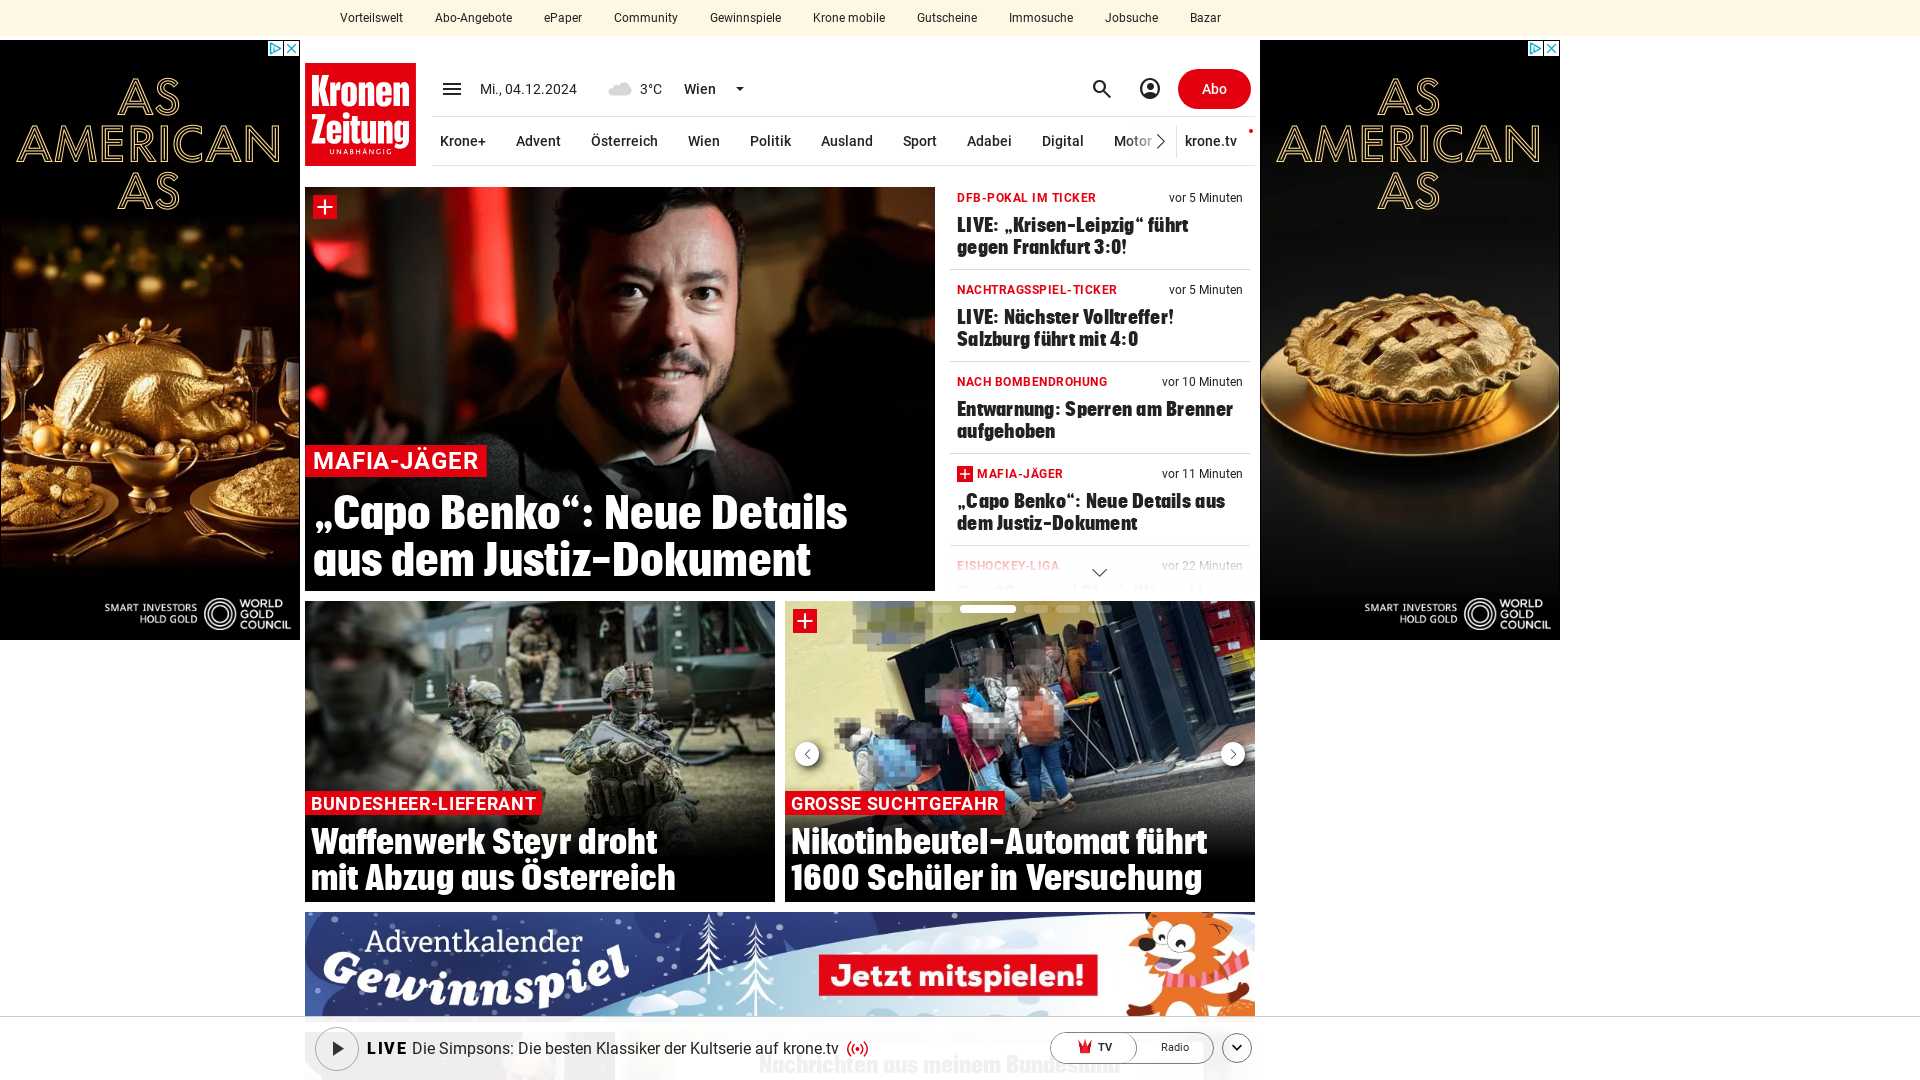 Vorteilswelt
Abo-Angebote
ePaper
Community
Gewinnspiele
Krone mobile
Gutscheine
Immosuche
Jobsuche
Bazar
AS
AMERICAN
AS
SMART INVESTORS
HOLD GOLD
WORLD
GOLD
COUNCIL
Kronen
Zeitung
UNABHÄNGIG
Mi., 04.12.2024
3°C
Wien
Abo
Krone+
Advent
Österreich
Wien
Politik
Ausland
Sport
Adabei
Digital
Motor
krone.tv
MAFIA-JÄGER
„Capo Benko“: Neue Details
aus dem Justiz-Dokument
DFB-POKAL IM TICKER
vor 5 Minuten
LIVE: „Krisen-Leipzig“ führt
gegen Frankfurt 3:0!
NACHTRAGSSPIEL-TICKER
vor 5 Minuten
LIVE: Nächster Volltreffer!
Salzburg führt mit 4:0
NACH BOMBENDROHUNG
vor 10 Minuten
Entwarnung: Sperren am Brenner
aufgehoben
MAFIA-JÄGER
vor 11 Minuten
„Capo Benko“: Neue Details aus
dem Justiz-Dokument
EISHOCKEY-LIGA
vor 22 Minuten
AS
AMERICAN
AS
SMART INVESTORS
HOLD GOLD
WORLD
GOLD
COUNCIL
BUNDESHEER-LIEFERANT
Waffenwerk Steyr droht
mit Abzug aus Österreich
GROSSE SUCHTGEFAHR
Nikotinbeutel-Automat führt
1600 Schüler in Versuchung
Adventkalender
Gewinnspiel
Jetzt mitspielen!
LIVE Die Simpsons: Die besten Klassiker der Kultserie auf krone.tv
TV
Radio
Nachrichten aus meinem Bundesland